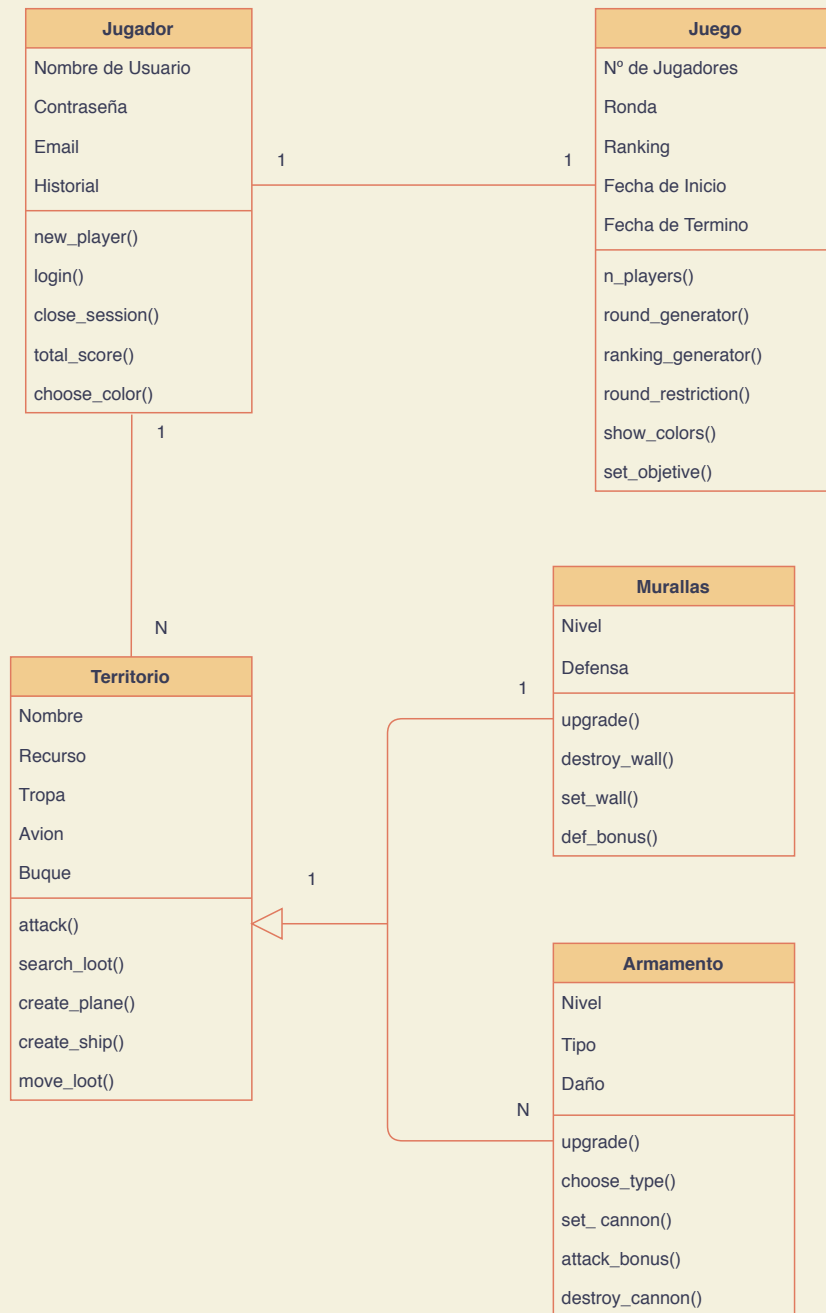 Jugador
Nombre de Usuario
Contraseña
Email
Historial
new_player()
login()
close_session()
total_score()
choose_color()
1
1
Juego
Nº de Jugadores
Ronda
Ranking
Fecha de Inicio
Fecha de Termino
n_players()
round_generator()
ranking_generator()
round_restriction()
show_colors()
set_objetive()
1
N
Territorio
Nombre
Recurso
Tropa
Avion
Buque
attack()
search_loot()
create_plane()
create_ship()
move_loot()
1
1
Murallas
Nivel
Defensa
upgrade()
destroy_wall()
set_wall()
def_bonus()
N
Armamento
Nivel
Tipo
Daño
upgrade()
choose_type()
set_ cannon()
attack_bonus()
destroy_cannon()